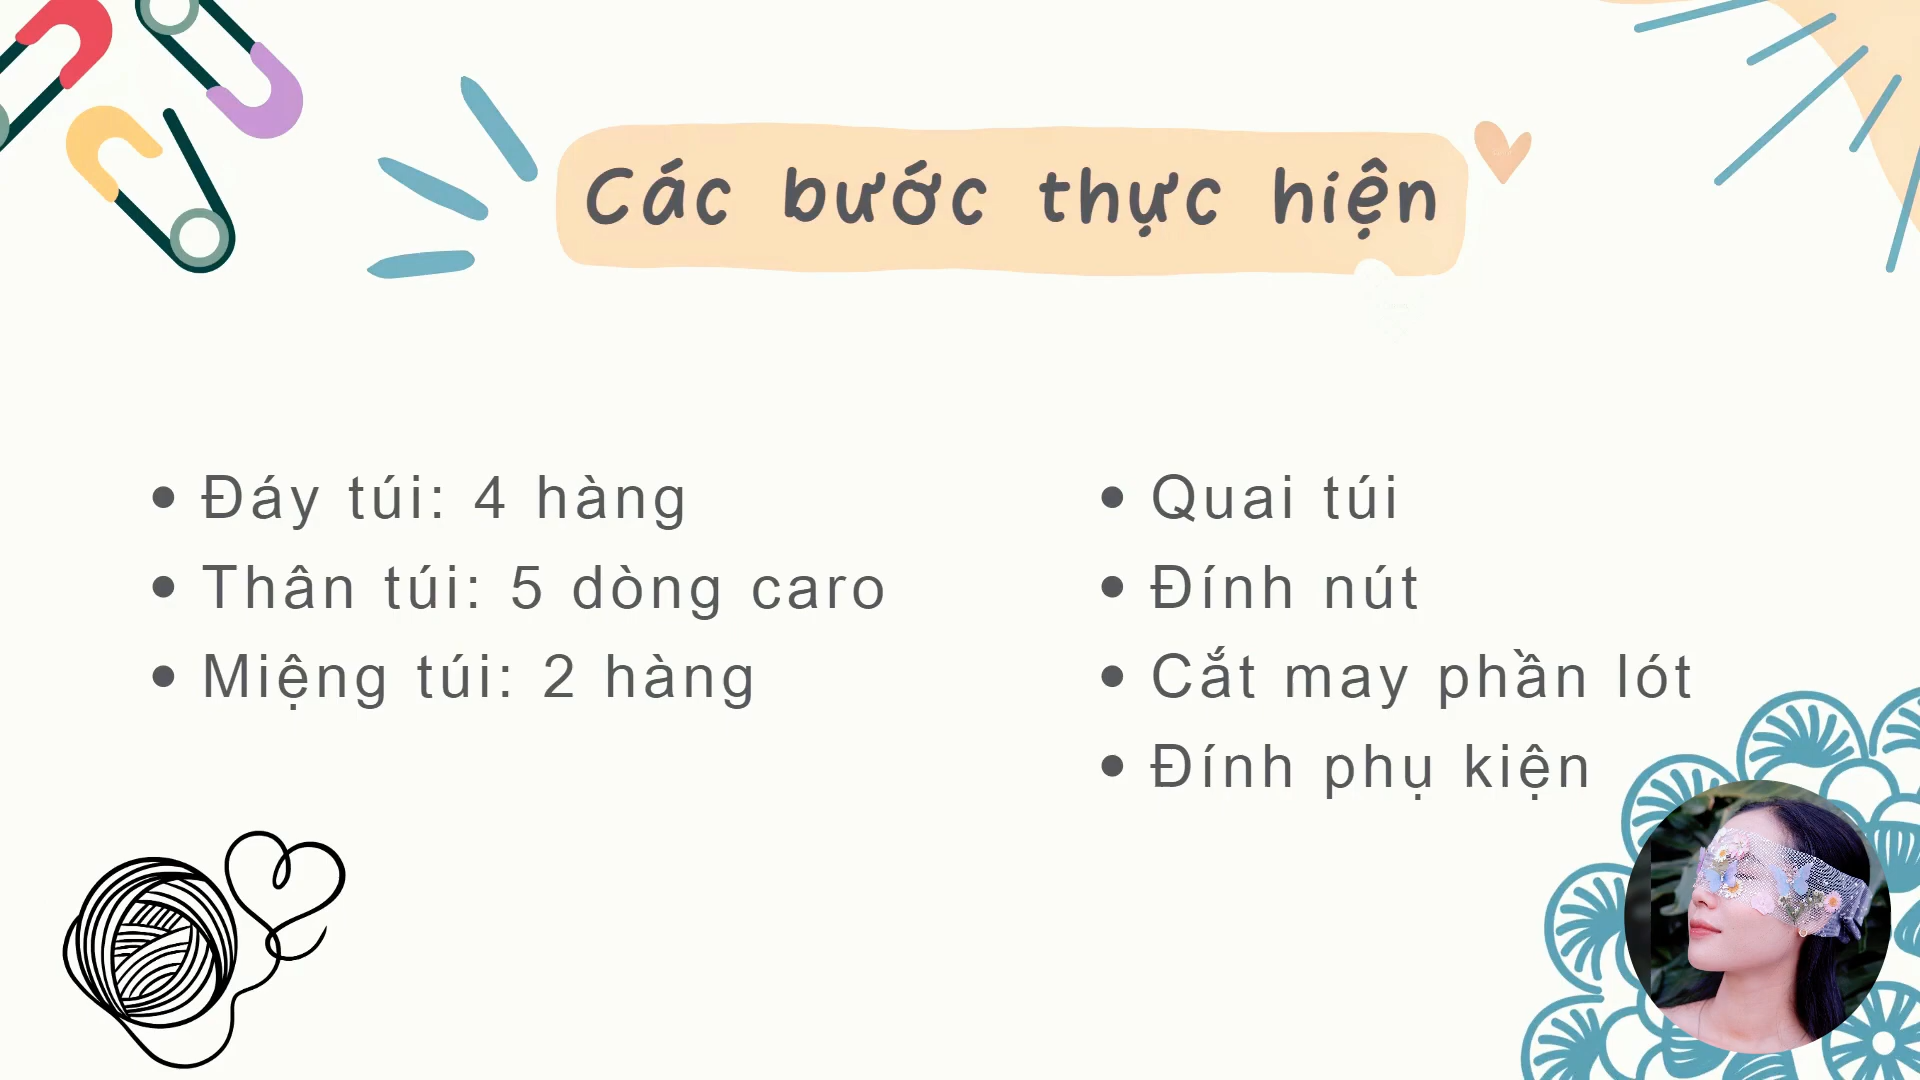 Các bước thực hiện
Đáy túi: 4 hàng
Thân túi: 5 dòng caro
Miệng túi: 2 hàng
Quai túi
Đính nút
Cắt may phần lót
Đính phụ kiện